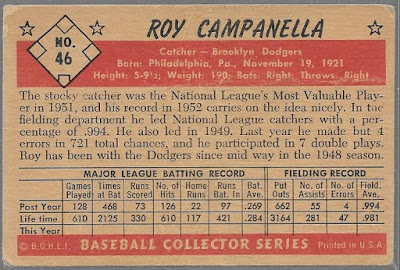 ROY CAMPANELLA
NO.
46
Catcher — Brooklyn Dodgers
Born: Philadelphia, Pa., November 19, 1921
Height: 5-9½; Weight: 190, Bats: Right; Throws: Right
The stocky catcher was the National League's Most Valuable Play-
er in 1951, and his record in 1952 carries on the idea nicely. In the
fielding department he led National League catchers with a per-
centage of .994. He also led in 1949. Last year he made but 4
errors in 721 total chances, and he participated in 7 double plays.
Roy has been with the Dodgers since mid way in the 1948 season.
MAJOR LEAGUE BATTING RECORD FIELDING RECORD
Games Played Times at Bat Runs Scored No. of Hits Home Runs Runs Bat. In Bat. Av. Put Outs No. of Assists No. of Errors Field. Ave.
Past Year 128 468 73 126 22 97 .269 662 55 4 .994
Life time 610 2125 330 610 117 421 .284 3164 281 47 .981
This Year
© B.G.H.L.I. BASEBALL COLLECTOR SERIES Printed in U.S.A